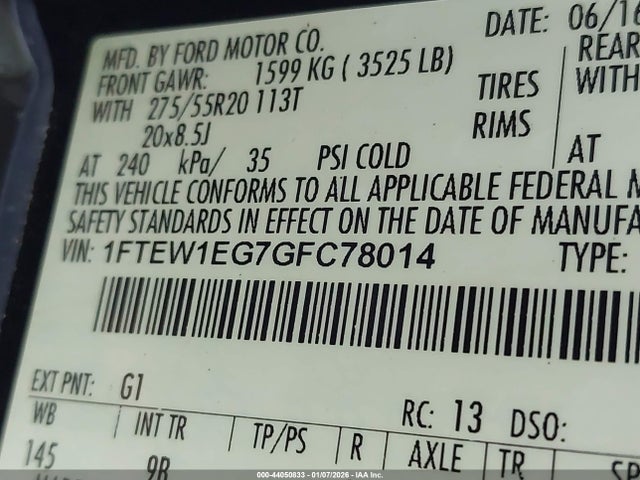 MFD. BY FORD MOTOR CO.
DATE: 06/16
FRONT GAWR: 1599 KG ( 3525 LB)
REAR
WITH 275/55R20 113T TIRES
WITH
20x8.5J RIMS
AT 240 kPa/ 35 PSI COLD
AT
THIS VEHICLE CONFORMS TO ALL APPLICABLE FEDERAL M
SAFETY STANDARDS IN EFFECT ON THE DATE OF MANUFA
VIN: 1FTEW1EG7GFC78014 TYPE:
EXT PNT: G1 RC: 13 DSO:
WB INT TR TP/PS R AXLE TR SP
145 9B
000-44050833 - 01/07/2026 - IAA Inc.